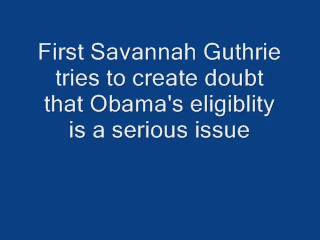 First Savannah Guthrie
tries to create doubt
that Obama's eligiblity
is a serious issue